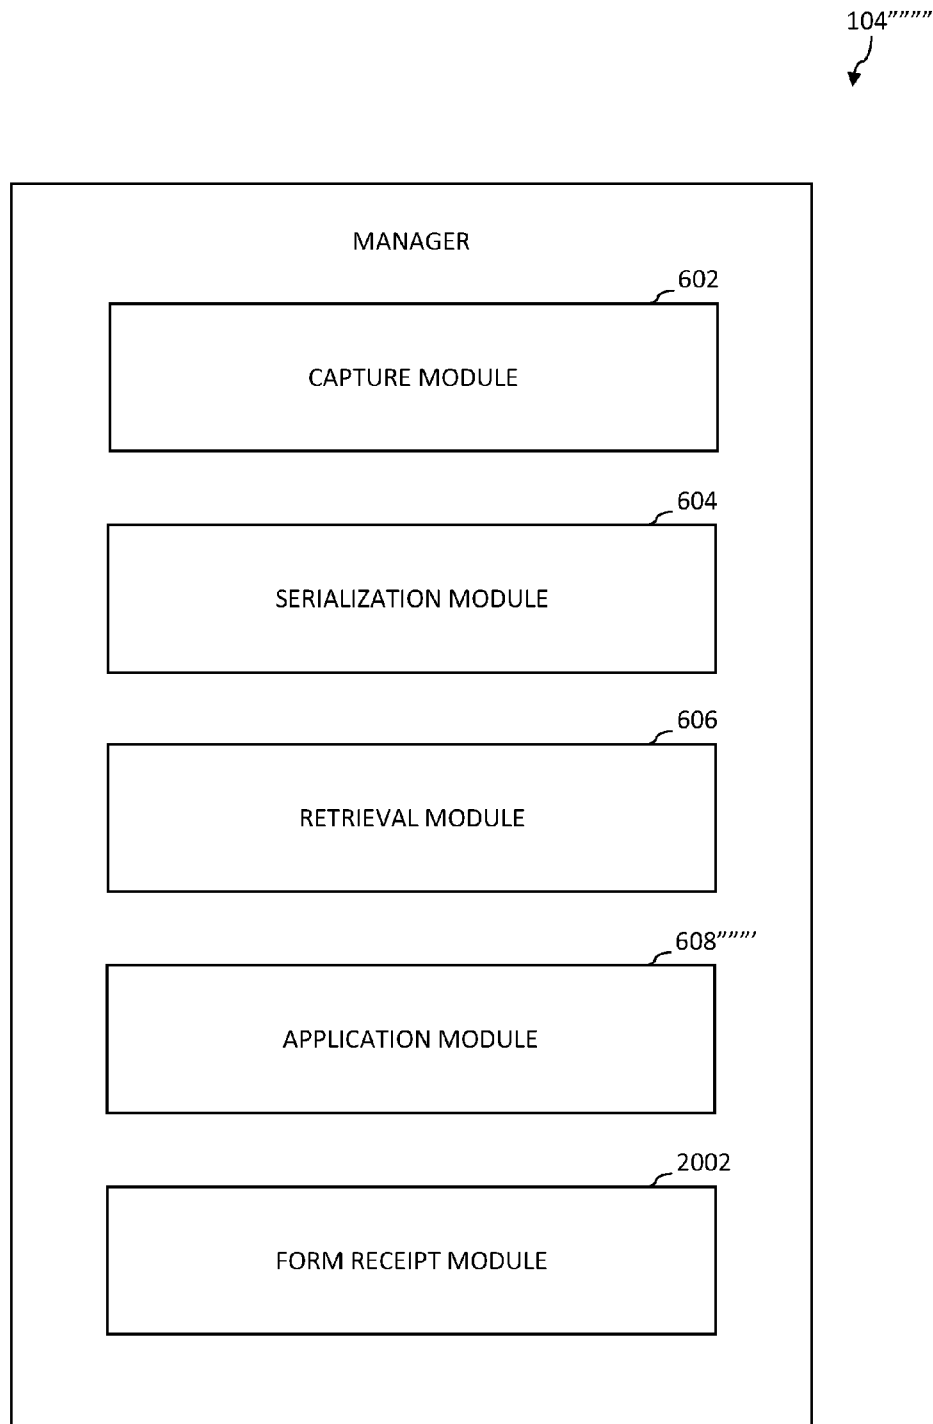 104””””
MANAGER
602
CAPTURE MODULE
604
SERIALIZATION MODULE
606
RETRIEVAL MODULE
608”””’
APPLICATION MODULE
2002
FORM RECEIPT MODULE